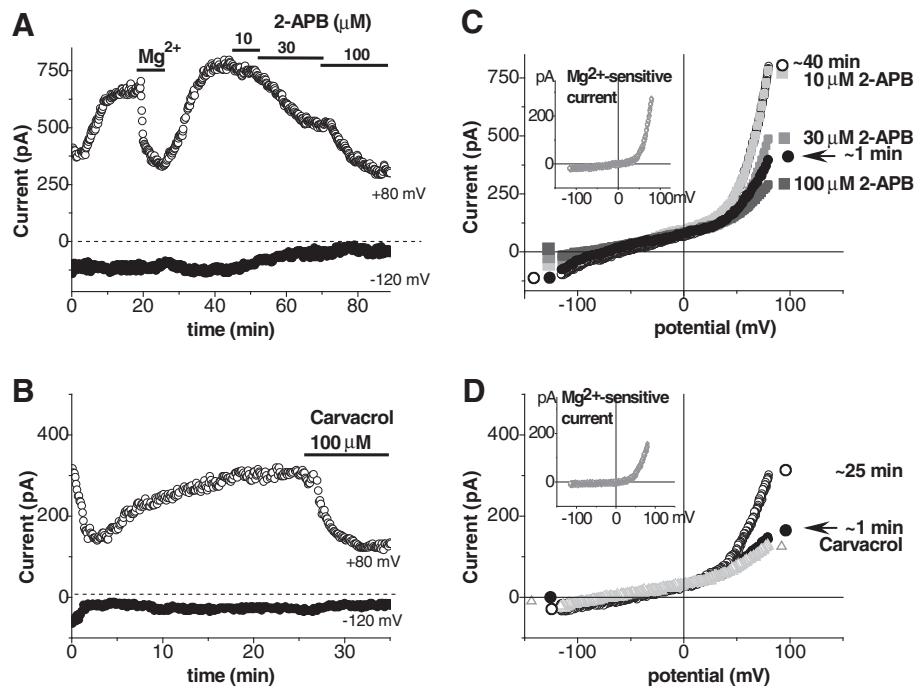 A
2-APB (μM)
Mg2+
10
30
100
750
500
250
0
Current (pA)
+80 mV
-120 mV
0
20
40
60
80
time (min)
C
pA
Mg2+-sensitive
current
200
0
-100
0
100 mV
~40 min
10 μM 2-APB
30 μM 2-APB
~1 min
100 μM 2-APB
750
500
250
0
Current (pA)
-100
0
100
potential (mV)
B
Carvacrol
100 μM
400
200
0
Current (pA)
+80 mV
-120 mV
0
10
20
30
time (min)
D
pA
Mg2+-sensitive
current
200
0
-100
0
100 mV
~25 min
~1 min
Carvacrol
400
200
0
Current (pA)
-100
0
100
potential (mV)